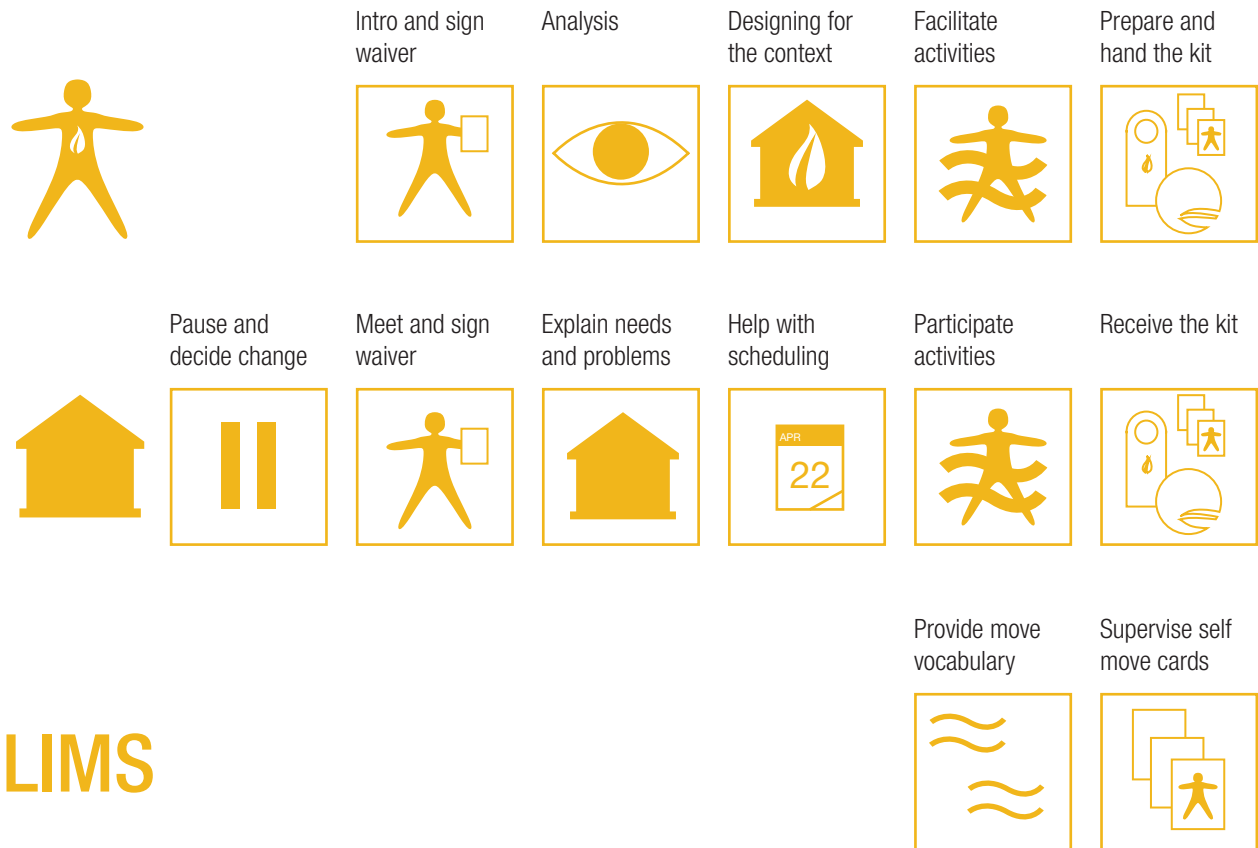 Intro and sign
waiver
Analysis
Designing for
the context
Facilitate
activities
Prepare and
hand the kit
Pause and
decide change
Meet and sign
waiver
Explain needs
and problems
Help with
scheduling
Participate
activities
Receive the kit
APR
22
Provide move
vocabulary
Supervise self
move cards
LIMS